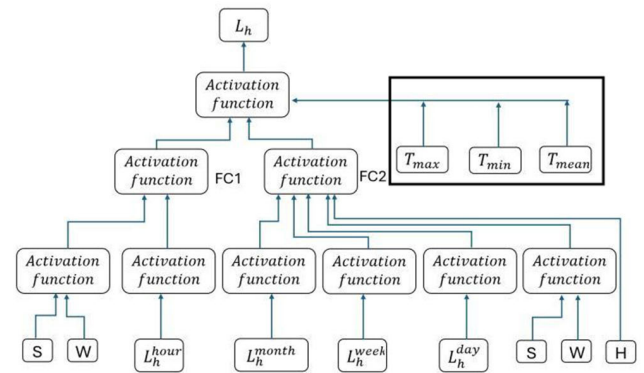 L_h
Activation
function
T_max T_min T_mean
Activation
function
FC1
Activation
function
FC2
Activation
function
Activation
function
Activation
function
Activation
function
Activation
function
Activation
function
S W L_h^hour L_h^month L_h^week L_h^day S W H